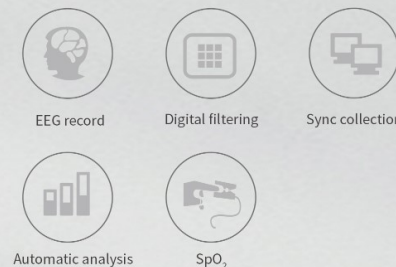 EEG record
Digital filtering
Sync collection
Automatic analysis
SpO₂